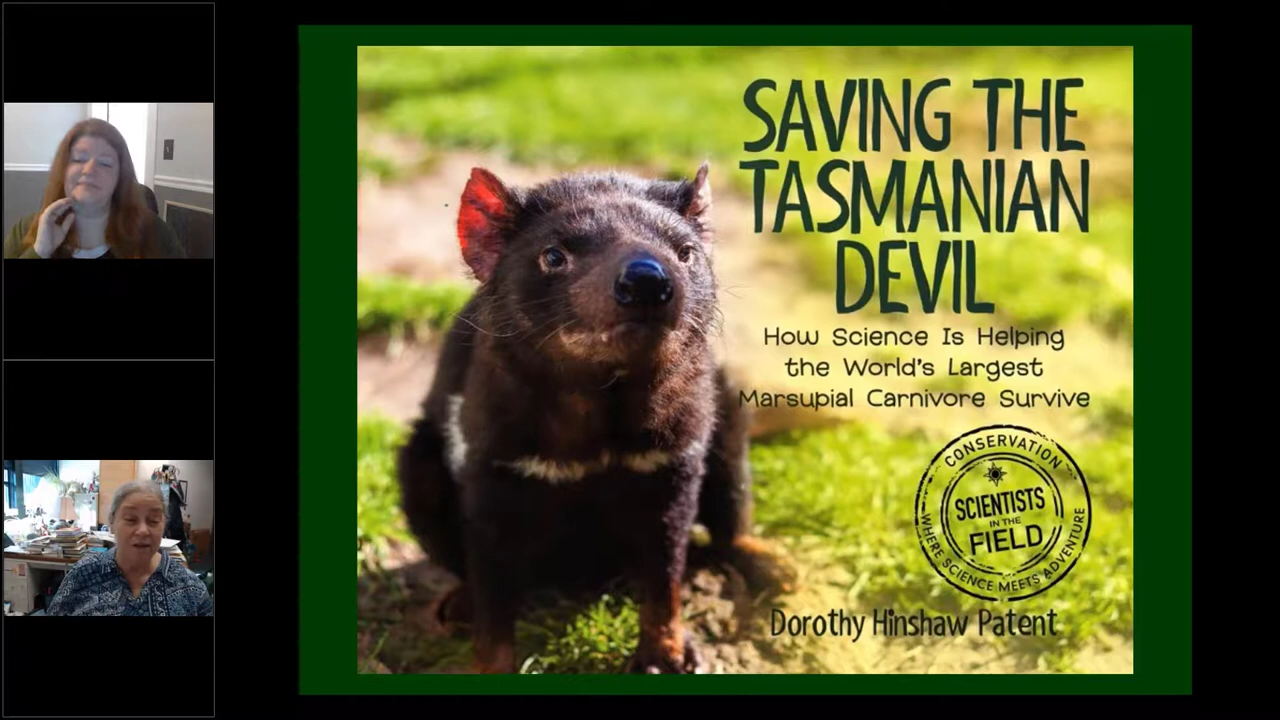 SAVING THE
TASMANIAN
DEVIL
How Science Is Helping
the World's Largest
Marsupial Carnivore Survive
CONSERVATION
SCIENTISTS
IN THE
FIELD
WHERE SCIENCE MEETS ADVENTURE
Dorothy Hinshaw Patent